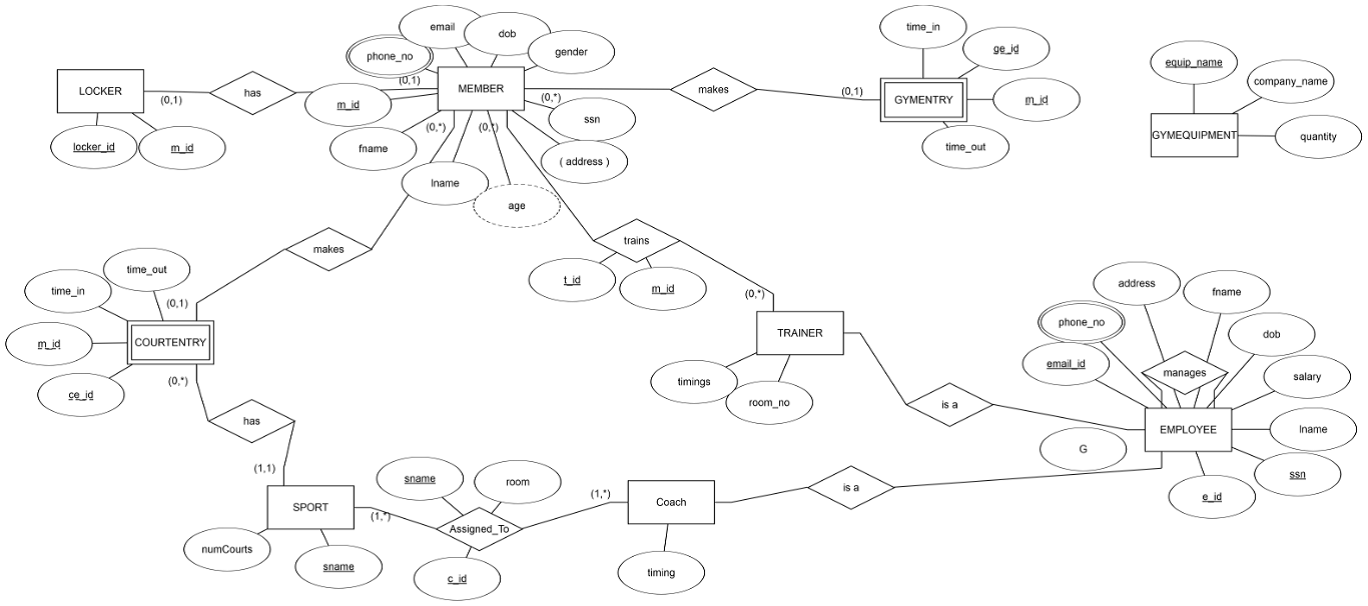 email
dob
time_in
phone_no
gender
ge_id
equip_name
company_name
LOCKER
(0,1)
has
(0,1)
MEMBER
(0,*)
makes
(0,1)
GYMENTRY
m_id
m_id
ssn
GYMEQUIPMENT
quantity
locker_id
m_id
fname
(0,*)
(0,*)
( address )
time_out
lname
age
makes
trains
t_id
m_id
time_out
time_in
(0,1)
m_id
COURTENTRY
ce_id
(0,*)
(0,*)
TRAINER
timings
room_no
is a
address
fname
phone_no
dob
email_id
manages
salary
EMPLOYEE
lname
G
ssn
e_id
has
(1,1)
sname
room
SPORT
(1,*)
Assigned_To
(1,*)
Coach
is a
numCourts
sname
c_id
timing